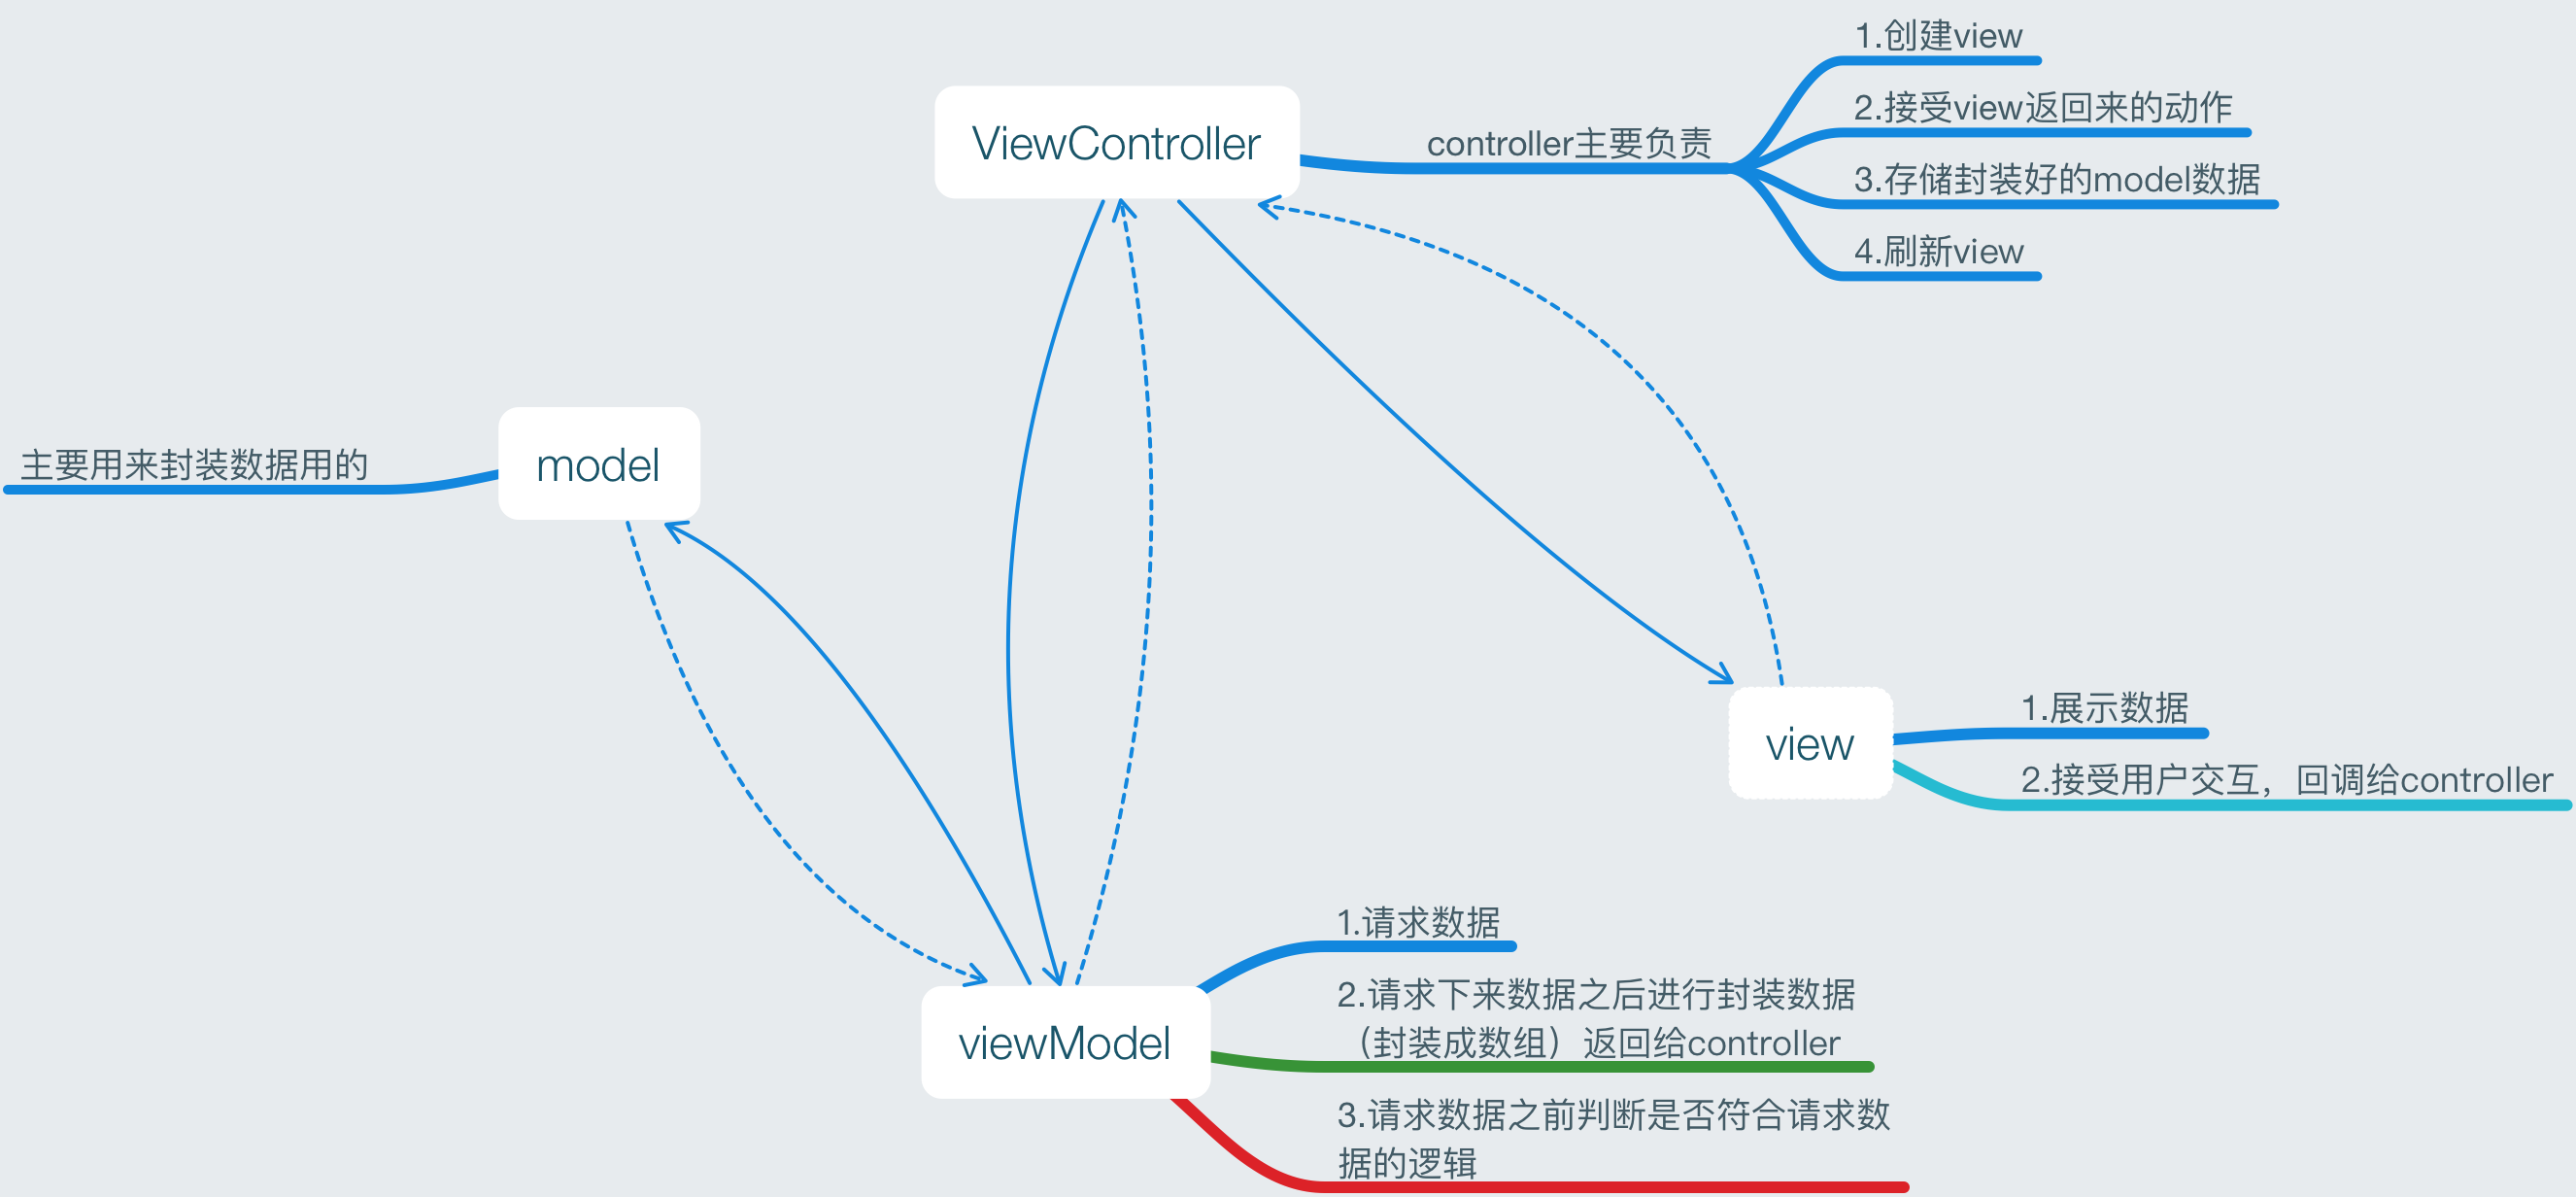 1.创建view
2.接受view返回来的动作
ViewController
controller主要负责
3.存储封装好的model数据
4.刷新view
主要用来封装数据用的
model
view
1.展示数据
2.接受用户交互，回调给controller
viewModel
1.请求数据
2.请求下来数据之后进行封装数据
（封装成数组）返回给controller
3.请求数据之前判断是否符合请求数
据的逻辑